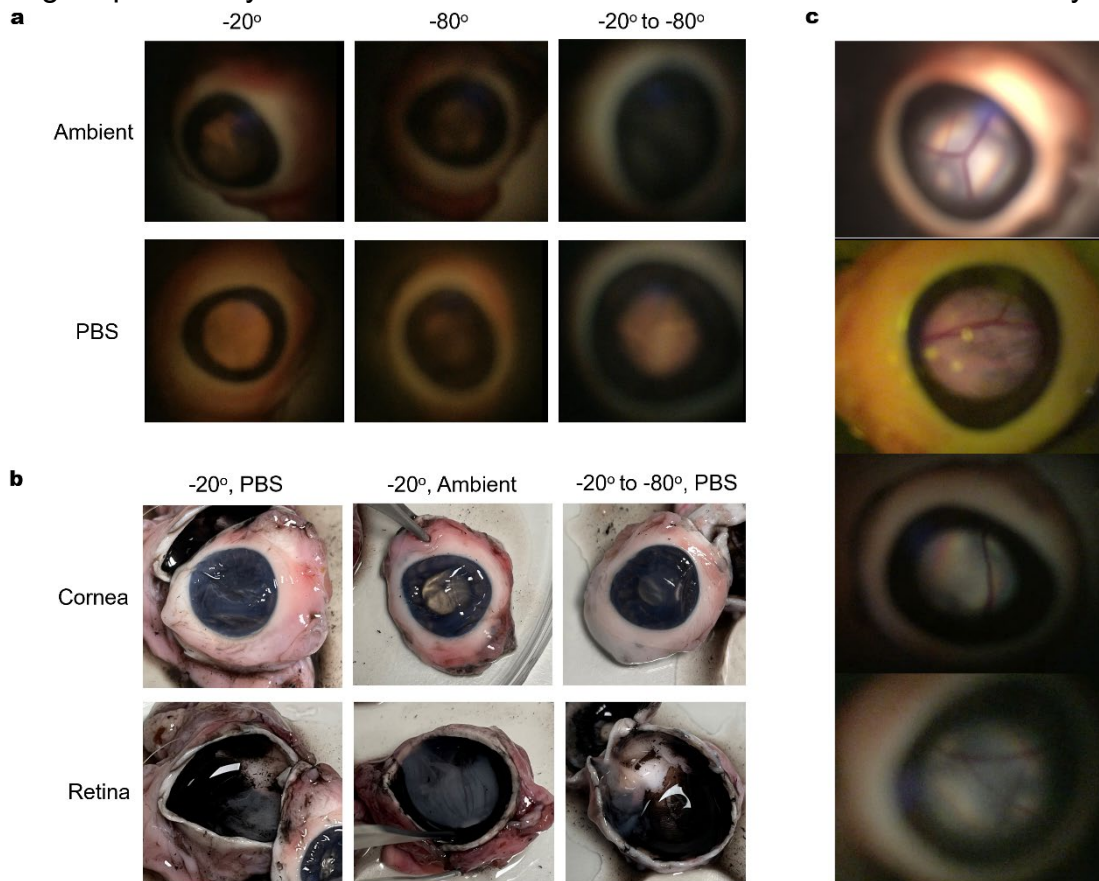 a
-20° -80° -20° to -80°
c
Ambient
PBS
b
-20°, PBS -20°, Ambient -20° to -80°, PBS
Cornea
Retina